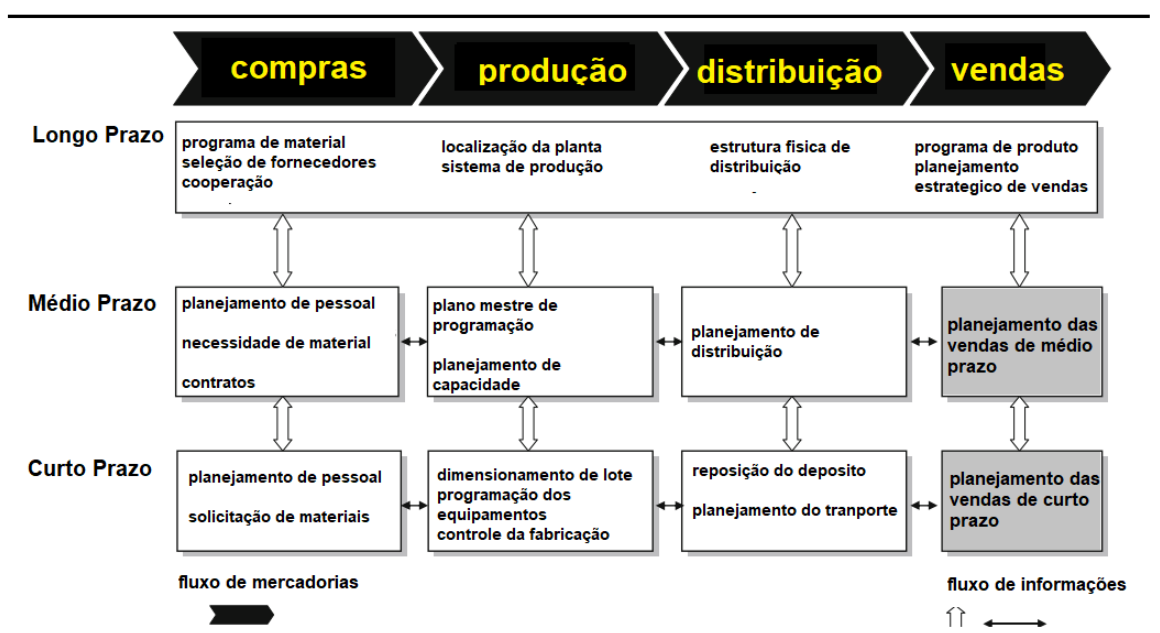 compras
produção
distribuição
vendas
Longo Prazo
programa de material
seleção de fornecedores
cooperação
localização da planta
sistema de produção
estrutura fisica de
distribuição
programa de produto
planejamento
estrategico de vendas
Médio Prazo
planejamento de pessoal
necessidade de material
contratos
plano mestre de
programação
planejamento de
capacidade
planejamento de
distribuição
planejamento das
vendas de médio
prazo
Curto Prazo
planejamento de pessoal
solicitação de materiais
dimensionamento de lote
programação dos
equipamentos
controle da fabricação
reposição do deposito
planejamento do tranporte
planejamento das
vendas de curto
prazo
fluxo de mercadorias
fluxo de informações